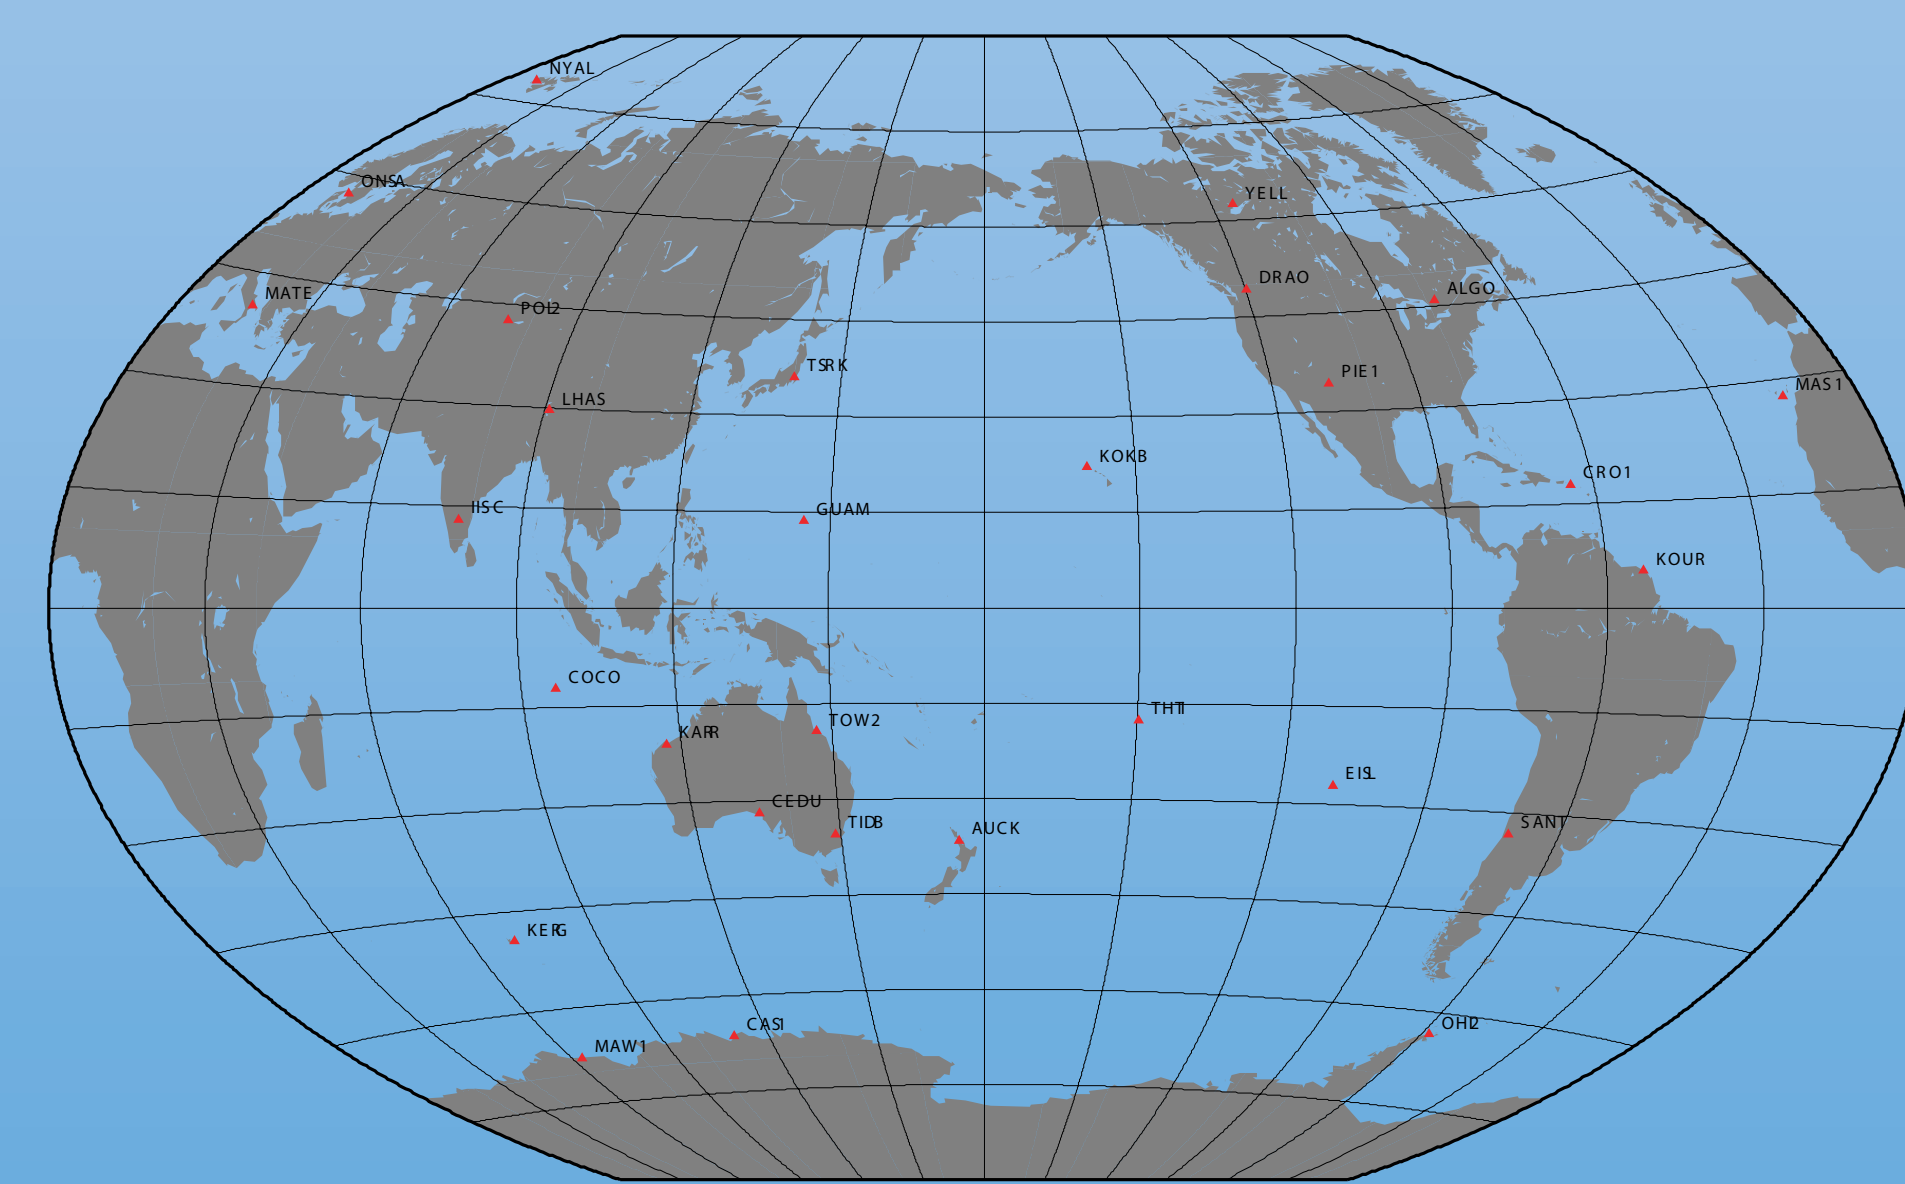 NYAL
ONSA
YELL
DRAO
ALGO
MATE
POL2
TSRK
PIE1
MAS1
LHAS
KOKB
CRO1
IISC
GUAM
KOUR
COCO
THTI
TOW2
KARR
EISL
CEDU
TIDB
SANT
AUCK
KERG
CAS1
OHI2
MAW1